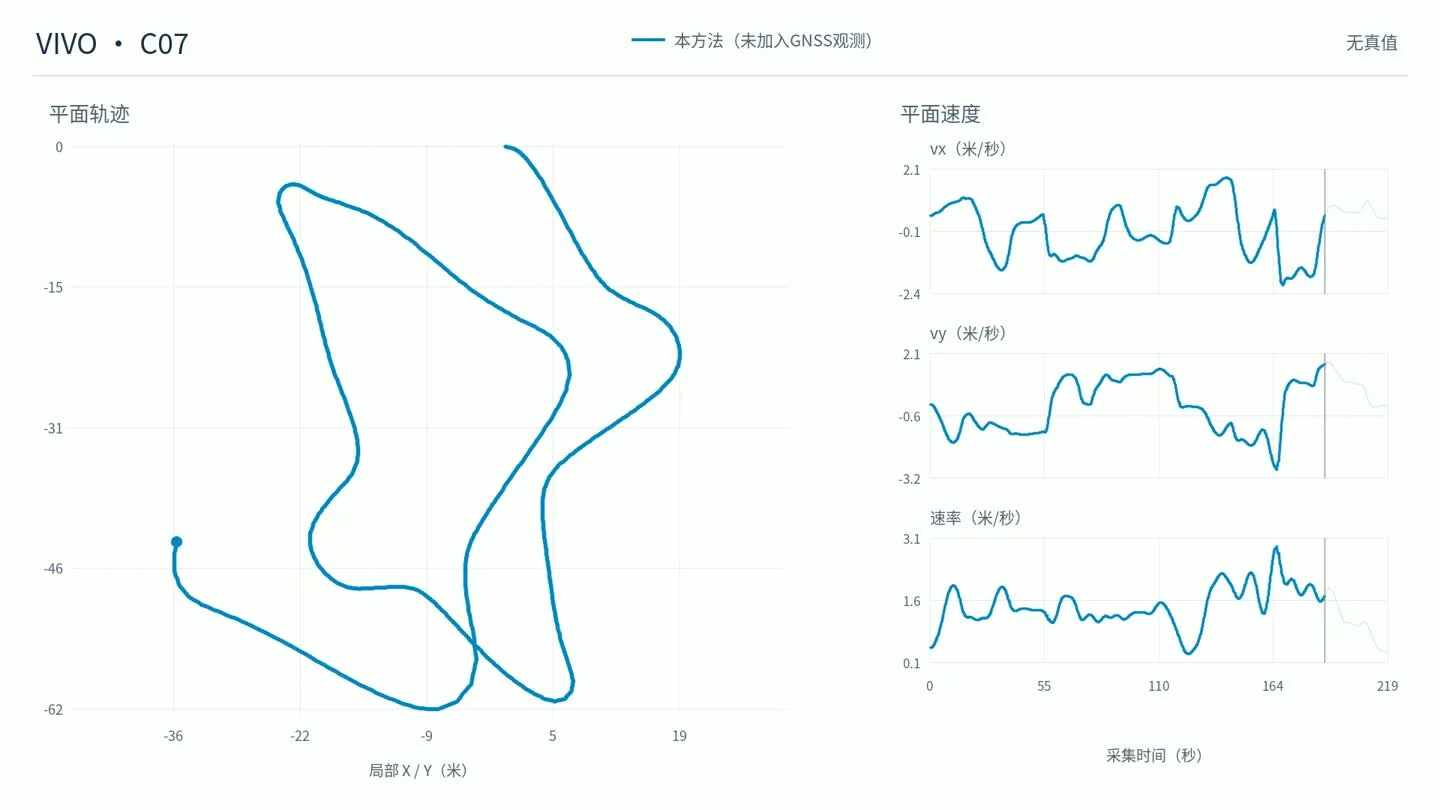 VIVO · C07
本方法（未加入GNSS观测）
无真值
平面轨迹
0
-15
-31
-46
-62
-36 -22 -9 5 19
局部 X / Y（米）
平面速度
vx（米/秒）
2.1
-0.1
-2.4
vy（米/秒）
2.1
-0.6
-3.2
速率（米/秒）
3.1
1.6
0.1
0 55 110 164 219
采集时间（秒）